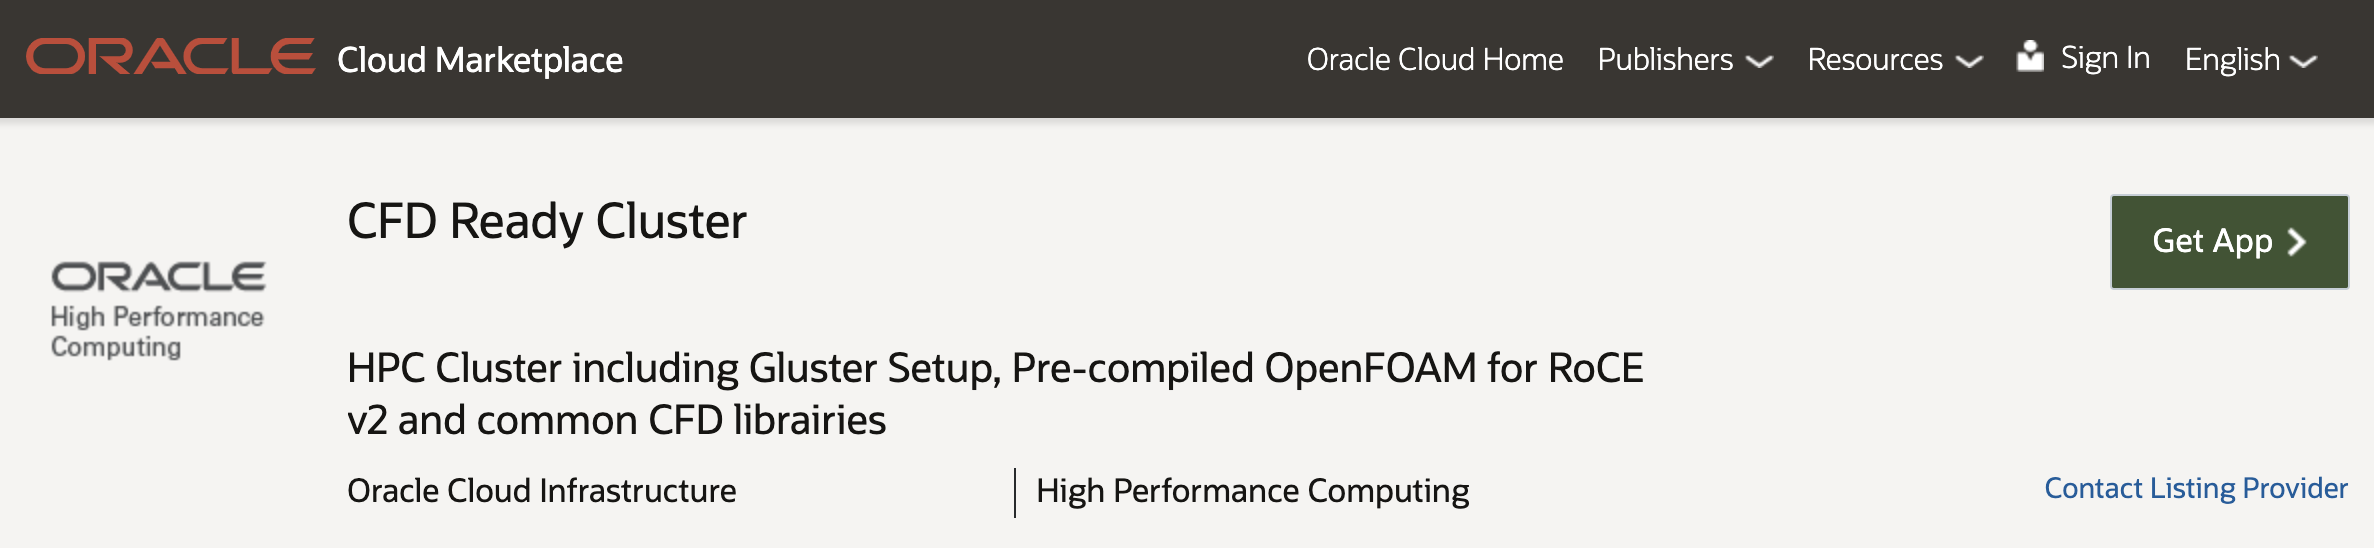 ORACLE Cloud Marketplace Oracle Cloud Home Publishers Resources Sign In English
CFD Ready Cluster
Get App
ORACLE
High Performance
Computing
HPC Cluster including Gluster Setup, Pre-compiled OpenFOAM for RoCE
v2 and common CFD librairies
Oracle Cloud Infrastructure High Performance Computing Contact Listing Provider